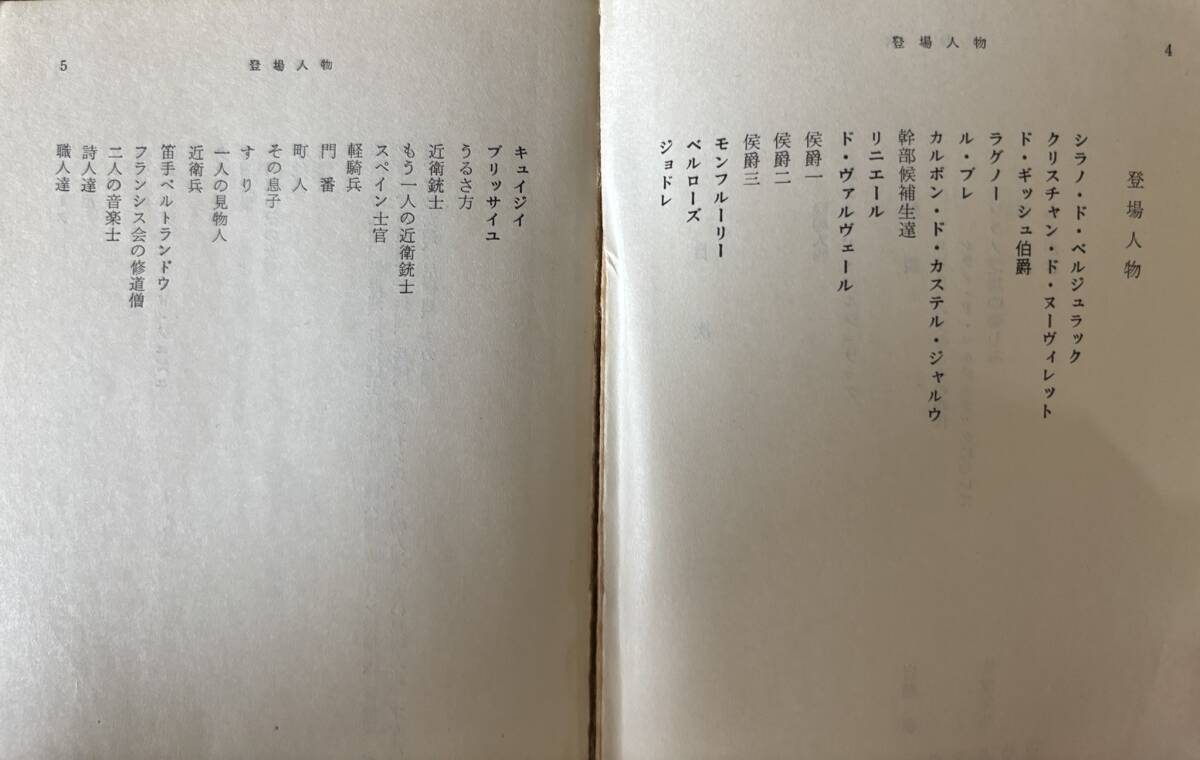 4
登場人物
登場人物
シラノ・ド・ベルジュラック
クリスチャン・ド・ヌーヴィレット
ド・ギッシュ伯爵
ラグノー
ル・ブレ
カルボン・ド・カステル・ジャルウ
幹部候補生達
リニエール
ド・ヴァルヴェール
侯爵一
侯爵二
侯爵三
モンフルーリー
ベルローズ
ジョドレ
登場人物
5
キュイジイ
ブリッサイユ
うるさ方
近衛銃士
もう一人の近衛銃士
スペイン士官
軽騎兵
門番
町人
その息子
すり
一人の見物人
近衛兵
笛手ベルトランドウ
フランシス会の修道僧
二人の音楽士
詩人達
職人達